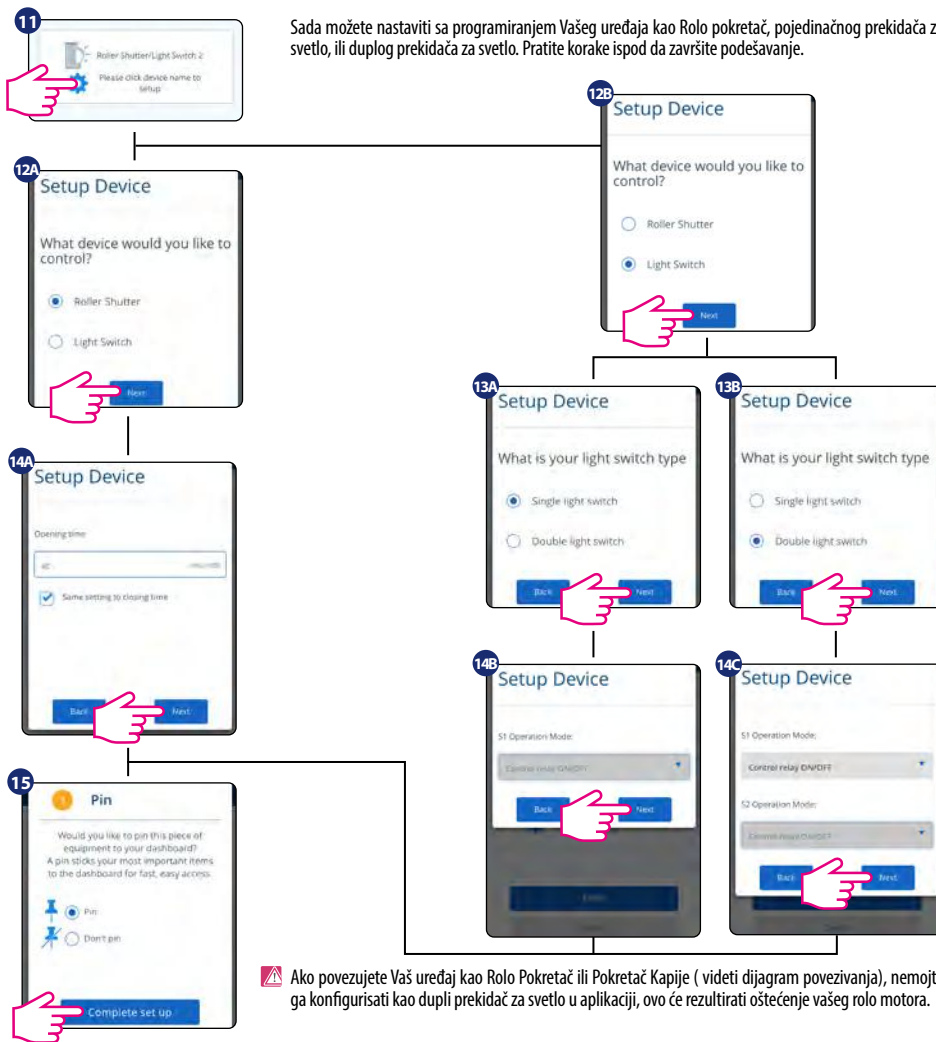 11
Sada možete nastaviti sa programiranjem Vašeg uređaja kao Rolo pokretač, pojedinačnog prekidača z
svetlo, ili duplog prekidača za svetlo. Pratite korake ispod da završite podešavanje.
Roller Shutter/Light Switch 2
Please click device name to
setup
12A
Setup Device
What device would you like to
control?
Roller Shutter
Light Switch
Next
12B
Setup Device
What device would you like to
control?
Roller Shutter
Light Switch
Next
13A
Setup Device
What is your light switch type
Single light switch
Double light switch
Back Next
13B
Setup Device
What is your light switch type
Single light switch
Double light switch
Back Next
14A
Setup Device
Opening time
Same setting to closing time
Back Next
14B
Setup Device
S1 Operation Mode:
Control relay ON/OFF
Back Next
14C
Setup Device
S1 Operation Mode:
Control relay ON/OFF
S2 Operation Mode:
Control relay ON/OFF
Back Next
15
Pin
Would you like to pin this piece of
equipment to your dashboard?
A pin sticks your most important items
to the dashboard for fast, easy access.
Pin
Don't pin
Complete set up
Ako povezujete Vaš uređaj kao Rolo Pokretač ili Pokretač Kapije ( videti dijagram povezivanja), nemojt
ga konfigurisati kao dupli prekidač za svetlo u aplikaciji, ovo će rezultirati oštećenje vašeg rolo motora.